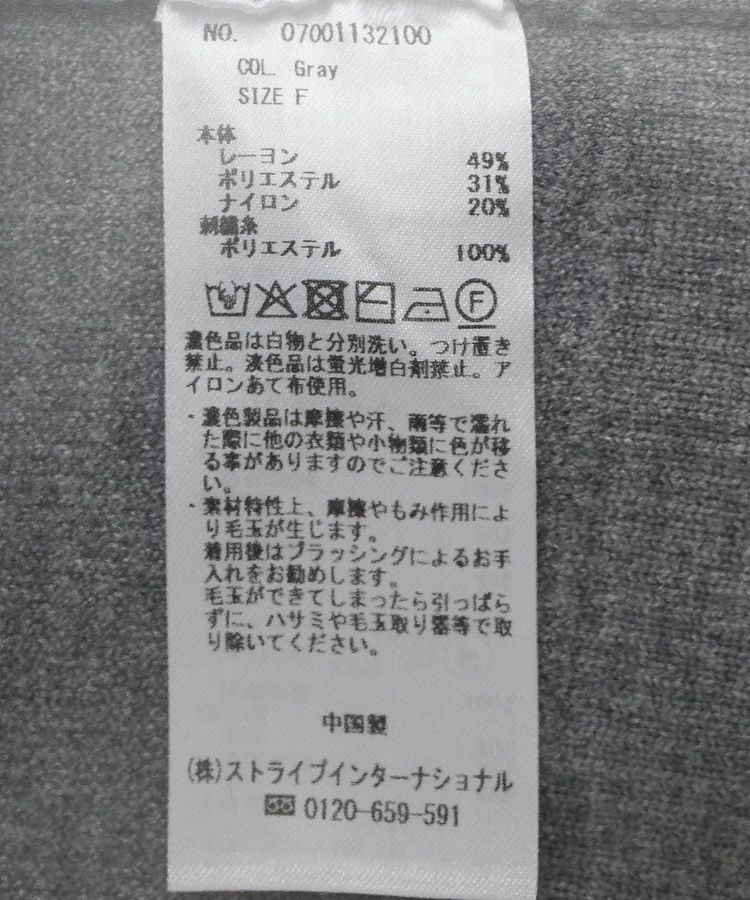 NO. 07001132100
COL. Gray
SIZE F
本体
レーヨン 49%
ポリエステル 31%
ナイロン 20%
刺繍糸
ポリエステル 100%
F
濃色品は白物と分別洗い。つけ置き
禁止。淡色品は蛍光増白剤禁止。ア
イロンあて布使用。
・濃色製品は摩擦や汗、雨等で濡れ
た際に他の衣類や小物類に色が移
る事がありますのでご注意くださ
い。
・素材特性上、摩擦やもみ作用によ
り毛玉が生じます。
着用後はブラッシングによるお手
入れをお勧めします。
毛玉ができてしまったら引っぱら
ずに、ハサミや毛玉取り器等で取
り除いてください。
中国製
(株)ストライプインターナショナル
0120-659-591